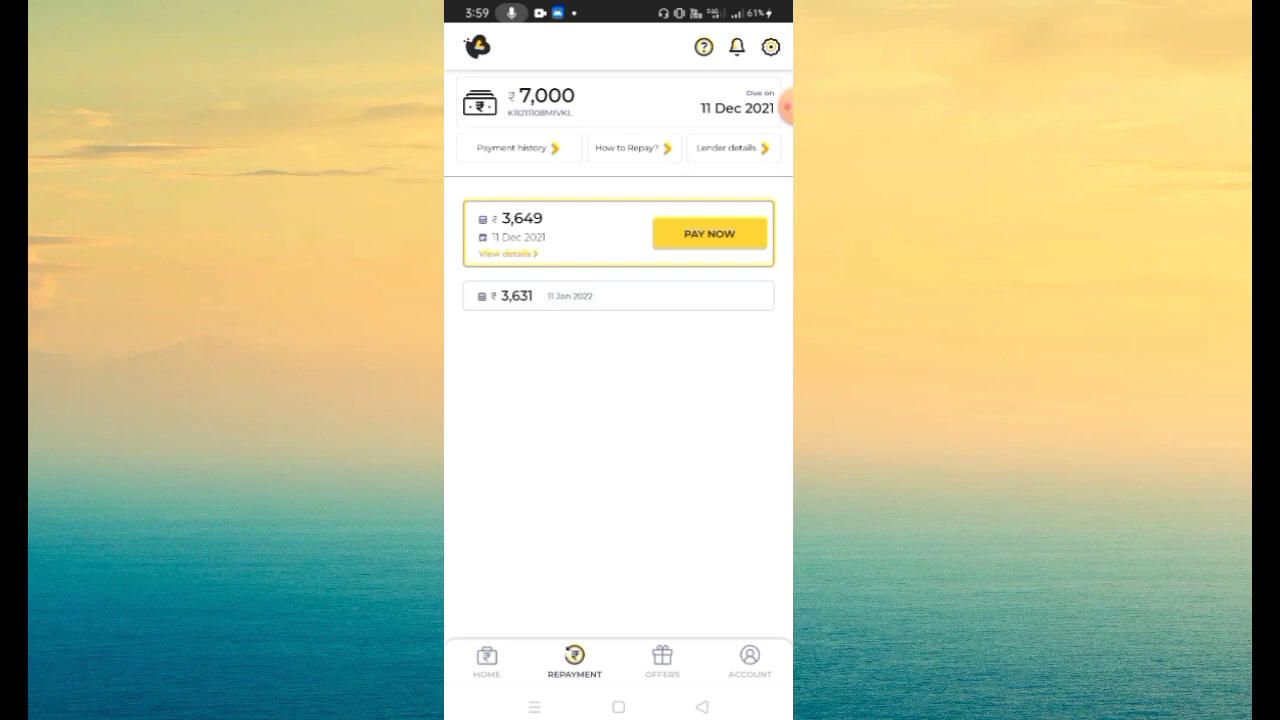 3:59
61%
₹ 7,000
Due on
11 Dec 2021
Payment history
How to Repay?
Lender details
₹ 3,649
11 Dec 2021
View details
PAY NOW
₹ 3,631 11 Jan 2022
HOME
REPAYMENT
OFFERS
ACCOUNT